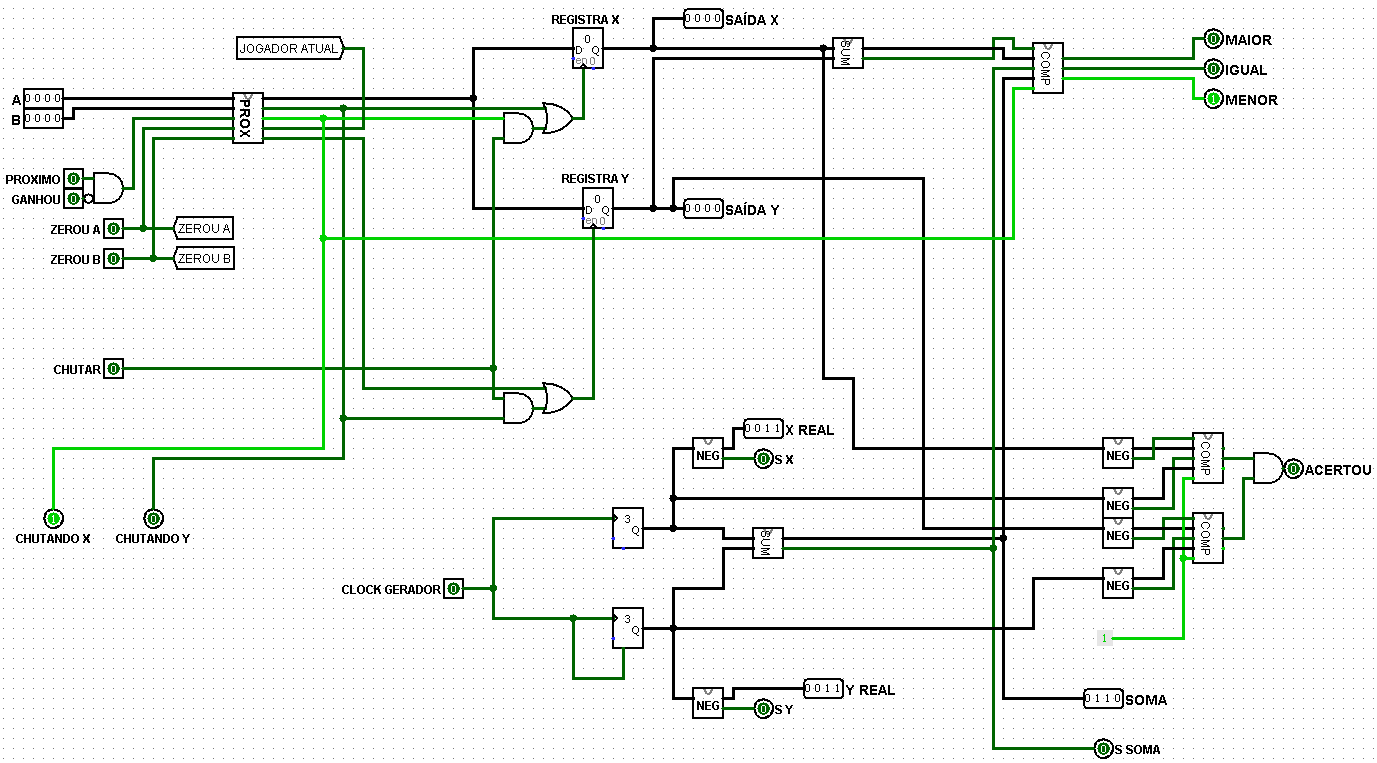 REGISTRA X
0
D Q
en 0
0 0 0 0 SAÍDA X
JOGADOR ATUAL
SUM
COMP
0 MAIOR
0 IGUAL
1 MENOR
A 0 0 0 0
B 0 0 0 0
PROX
PROXIMO 0
GANHOU 0
REGISTRA Y
0
D Q
en 0
0 0 0 0 SAÍDA Y
ZEROU A 0 ZEROU A
ZEROU B 0 ZEROU B
CHUTAR 0
0 0 1 1 X REAL
NEG
0 S X
NEG
COMP
0 ACERTOU
NEG
1
CHUTANDO X
0
CHUTANDO Y
3
Q
SUM
NEG
COMP
CLOCK GERADOR 0
NEG
3
Q
1
0 0 1 1 Y REAL
NEG
0 S Y
0 1 1 0 SOMA
0 S SOMA